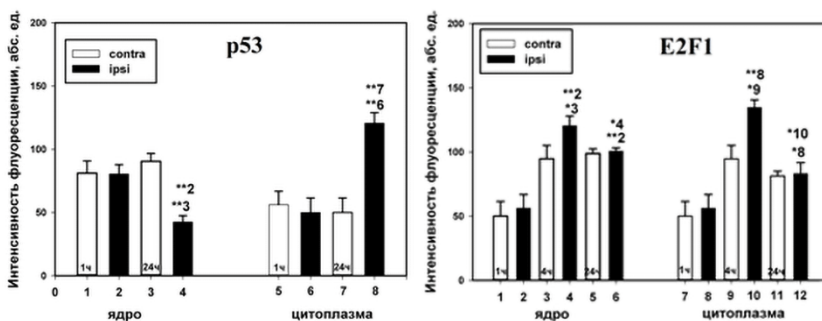 Интенсивность флуоресценции, абс. ед.
200
150
100
50
0
p53
contra
ipsi
**7
**6
**2
**3
1ч
24ч
1ч
24ч
0 1 2 3 4 5 6 7 8
ядро цитоплазма
Интенсивность флуоресценции, абс. ед.
200
150
100
50
0
E2F1
contra
ipsi
**2
*3
*4
**2
**8
*9
*10
*8
1ч
4ч
24ч
1ч
4ч
24ч
1 2 3 4 5 6 7 8 9 10 11 12
ядро цитоплазма